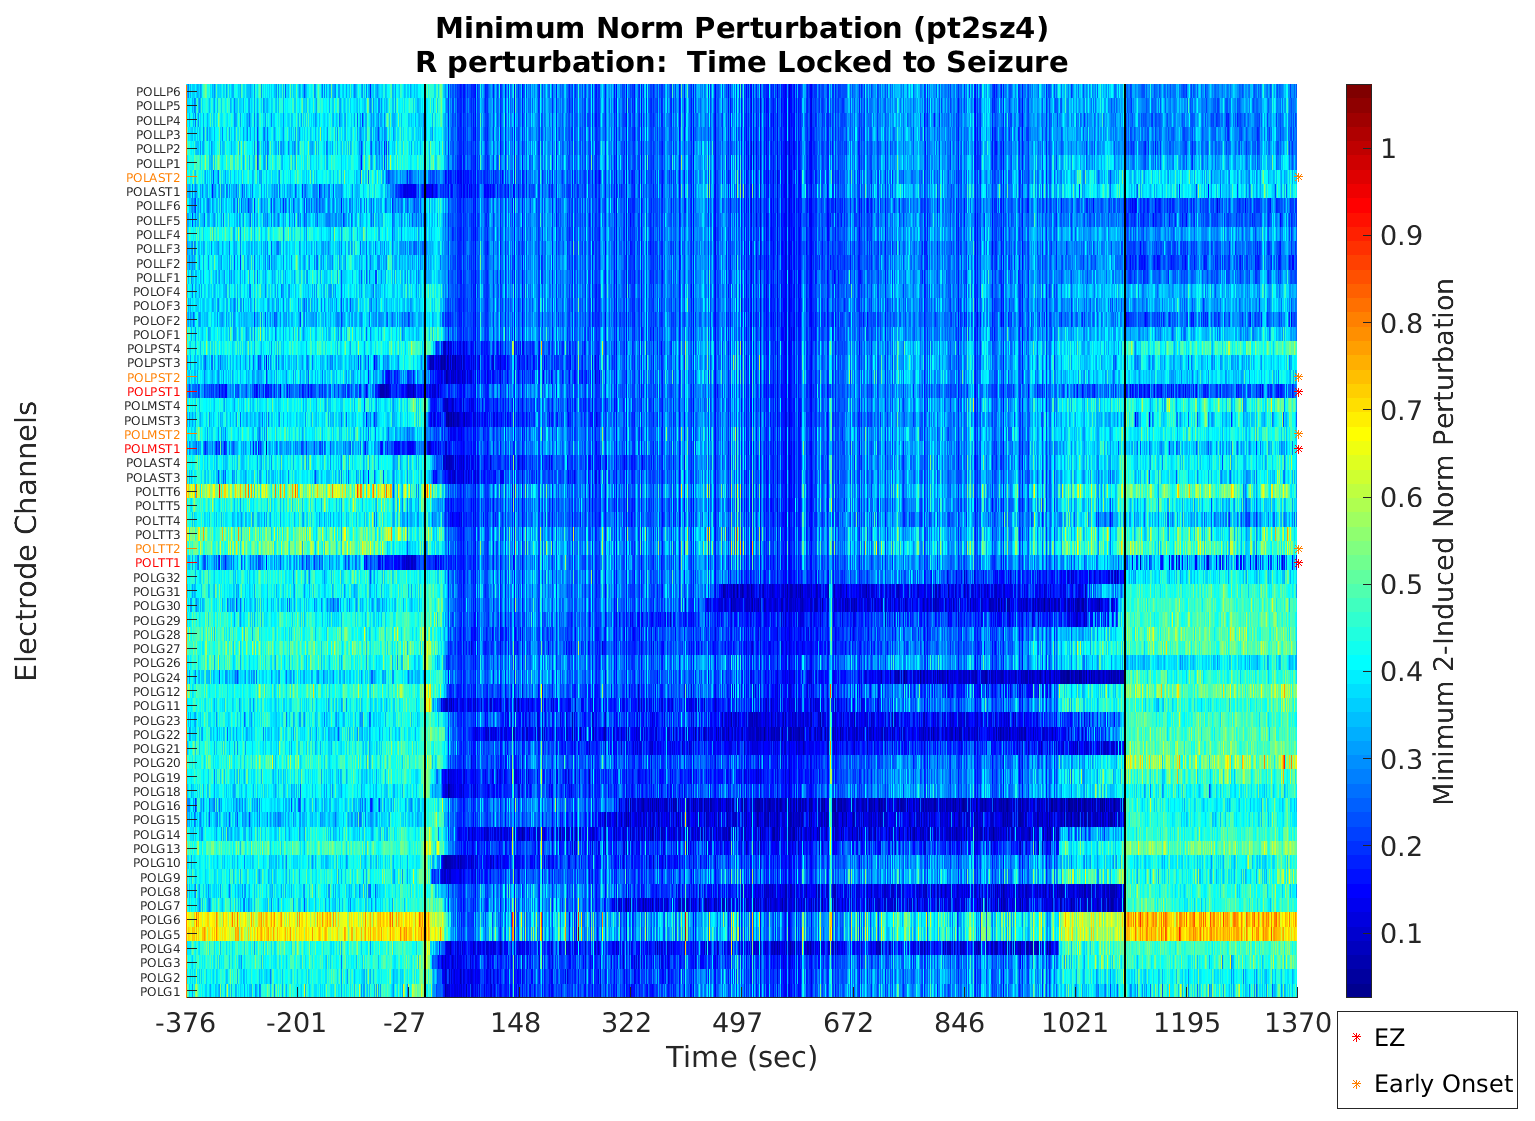 Minimum Norm Perturbation (pt2sz4)
R perturbation:  Time Locked to Seizure
Electrode Channels
POLLP6
POLLP5
POLLP4
POLLP3
POLLP2
POLLP1
POLAST2
POLAST1
POLLF6
POLLF5
POLLF4
POLLF3
POLLF2
POLLF1
POLOF4
POLOF3
POLOF2
POLOF1
POLPST4
POLPST3
POLPST2
POLPST1
POLMST4
POLMST3
POLMST2
POLMST1
POLAST4
POLAST3
POLTT6
POLTT5
POLTT4
POLTT3
POLTT2
POLTT1
POLG32
POLG31
POLG30
POLG29
POLG28
POLG27
POLG26
POLG24
POLG12
POLG11
POLG23
POLG22
POLG21
POLG20
POLG19
POLG18
POLG16
POLG15
POLG14
POLG13
POLG10
POLG9
POLG8
POLG7
POLG6
POLG5
POLG4
POLG3
POLG2
POLG1
-376 -201 -27 148 322 497 672 846 1021 1195 1370
Time (sec)
1
0.9
0.8
0.7
0.6
0.5
0.4
0.3
0.2
0.1
Minimum 2-Induced Norm Perturbation
EZ
Early Onset